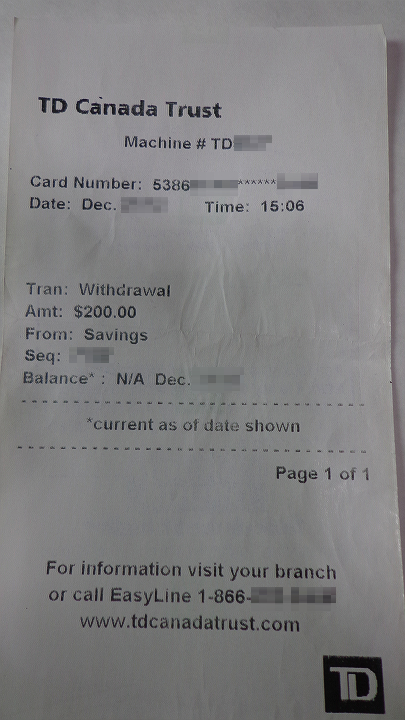 TD Canada Trust
Machine # TD
Card Number: 5386 ******
Date: Dec. Time: 15:06
Tran: Withdrawal
Amt: $200.00
From: Savings
Seq:
Balance* : N/A Dec.
*current as of date shown
Page 1 of 1
For information visit your branch
or call EasyLine 1-866-
www.tdcanadatrust.com
TD